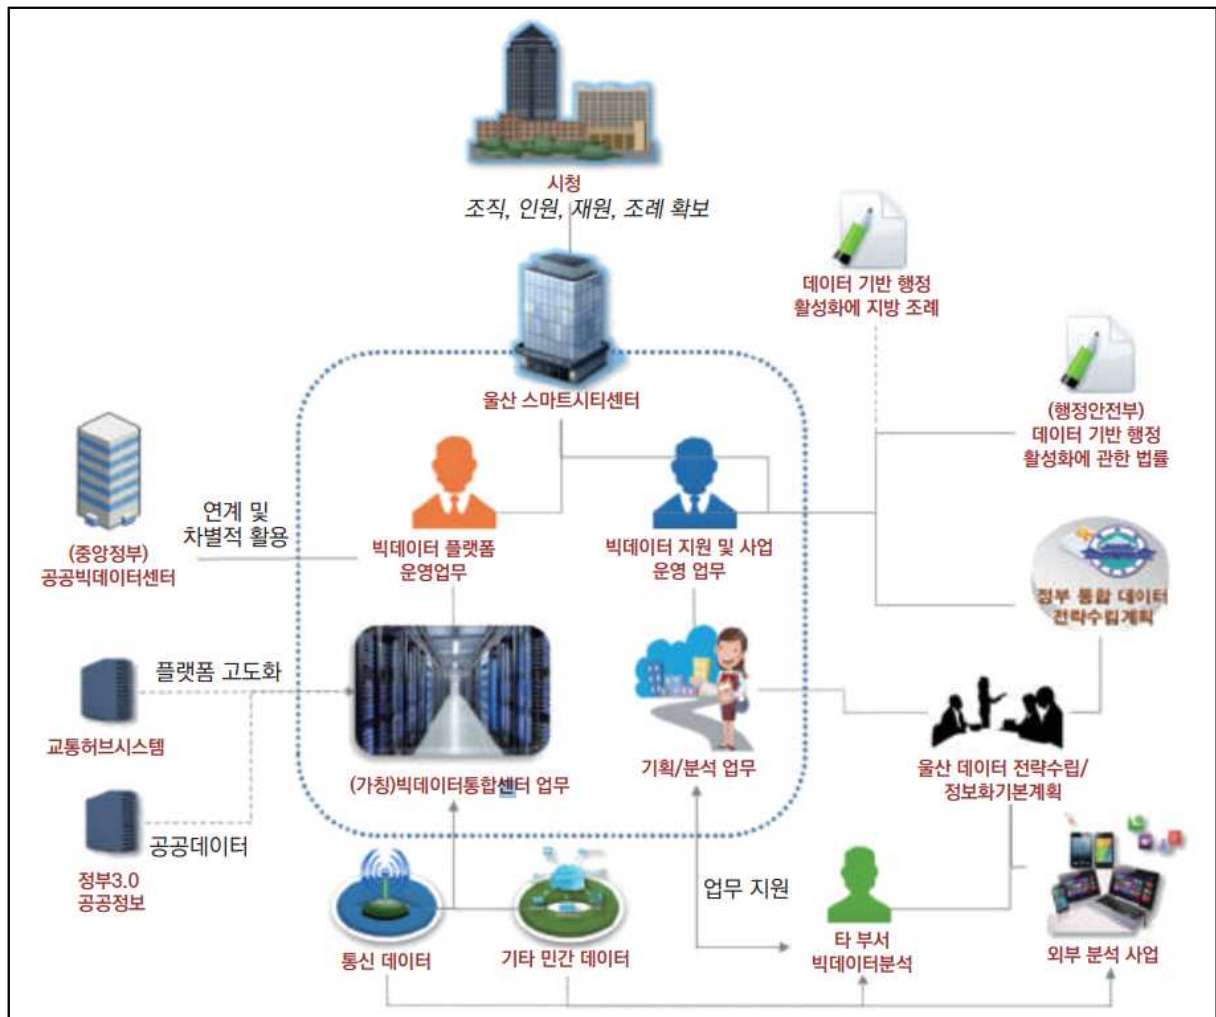 시청
조직, 인원, 재원, 조례 확보
데이터 기반 행정
활성화에 지방 조례
울산 스마트시티센터
(행정안전부)
데이터 기반 행정
활성화에 관한 법률
연계 및
차별적 활용
(중앙정부)
공공빅데이터센터
빅데이터 플랫폼
운영업무
빅데이터 지원 및 사업
운영 업무
정부 통합 데이터
전략수립계획
플랫폼 고도화
교통허브시스템
(가칭)빅데이터통합센터 업무
기획/분석 업무
울산 데이터 전략수립/
정보화기본계획
공공데이터
정부3.0
공공정보
업무 지원
통신 데이터
기타 민간 데이터
타 부서
빅데이터분석
외부 분석 사업